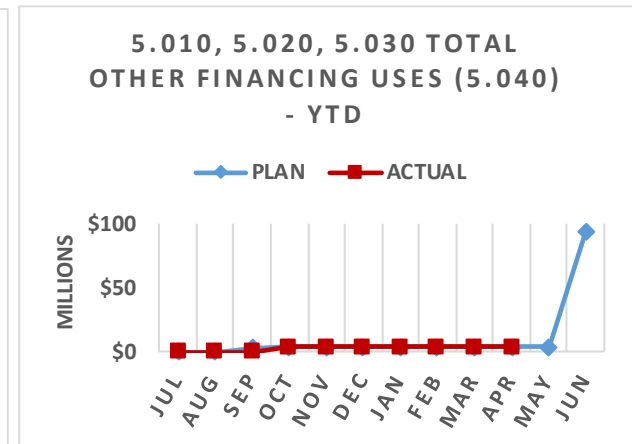 5.010, 5.020, 5.030 TOTAL
OTHER FINANCING USES (5.040)
- YTD
PLAN ACTUAL
MILLIONS
$100
$50
$0
JUL AUG SEP OCT NOV DEC JAN FEB MAR APR MAY JUN